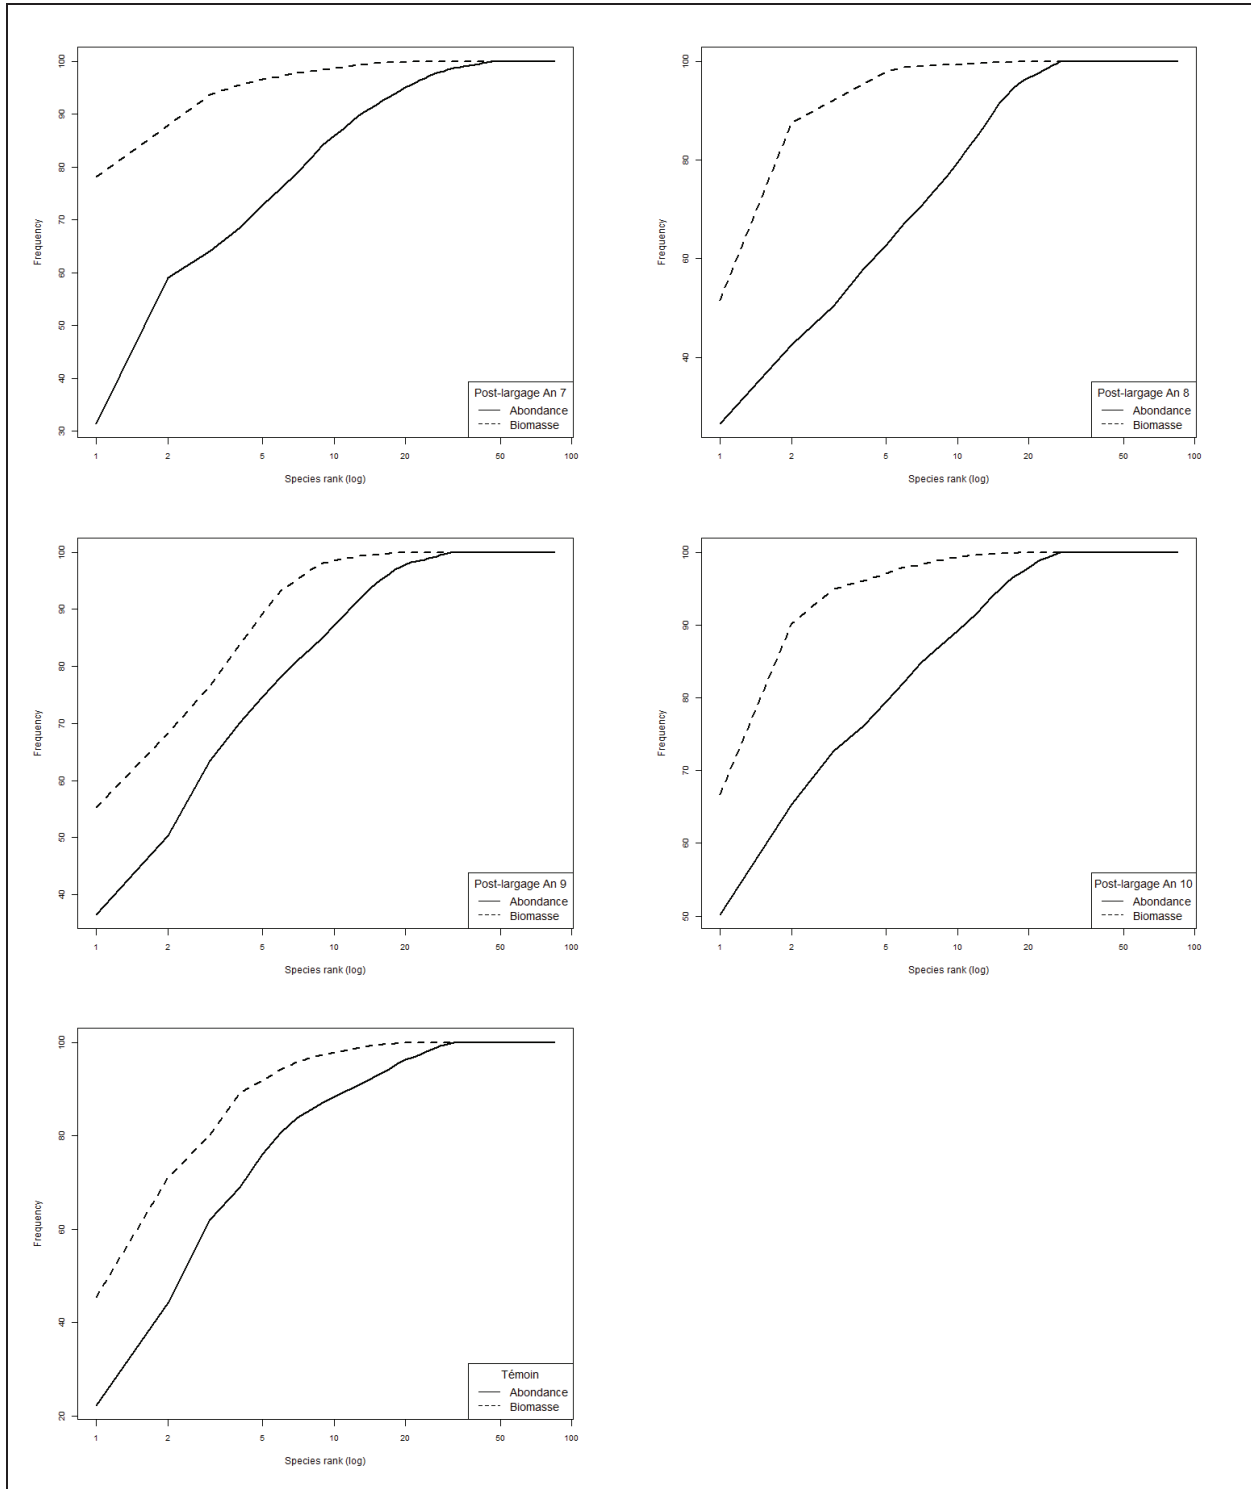 100
90
80
70
60
50
40
30
Frequency
1 2 5 10 20 50 100
Species rank (log)
Post-largage An 7
Abondance
Biomasse
100
80
60
40
Frequency
1 2 5 10 20 50 100
Species rank (log)
Post-largage An 8
Abondance
Biomasse
100
90
80
70
60
50
40
Frequency
1 2 5 10 20 50 100
Species rank (log)
Post-largage An 9
Abondance
Biomasse
100
90
80
70
60
50
Frequency
1 2 5 10 20 50 100
Species rank (log)
Post-largage An 10
Abondance
Biomasse
100
80
60
40
20
Frequency
1 2 5 10 20 50 100
Species rank (log)
Témoin
Abondance
Biomasse